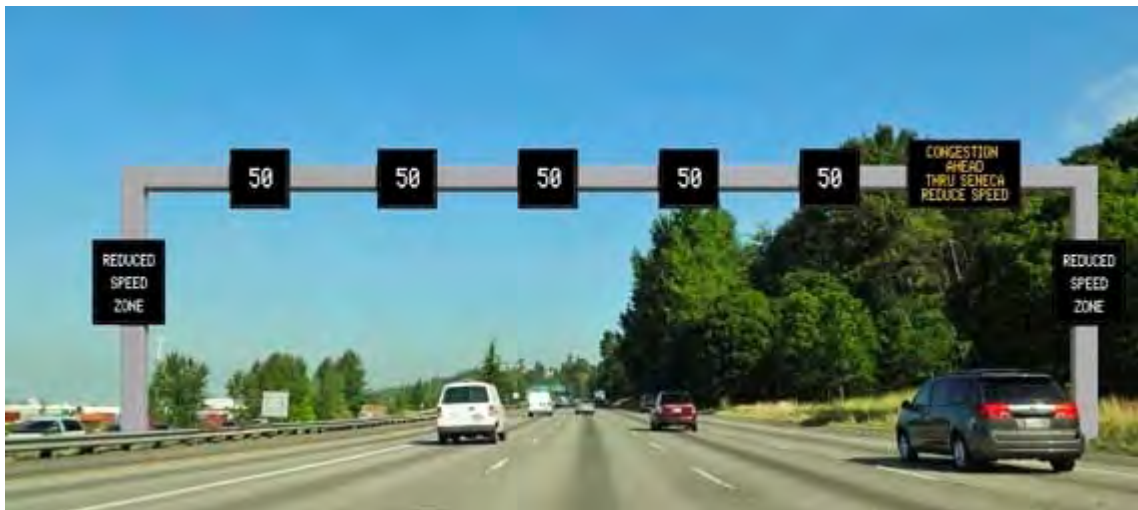 50 50 50 50 50
CONGESTION
AHEAD
THRU SENECA
REDUCE SPEED
REDUCED
SPEED
ZONE
REDUCED
SPEED
ZONE